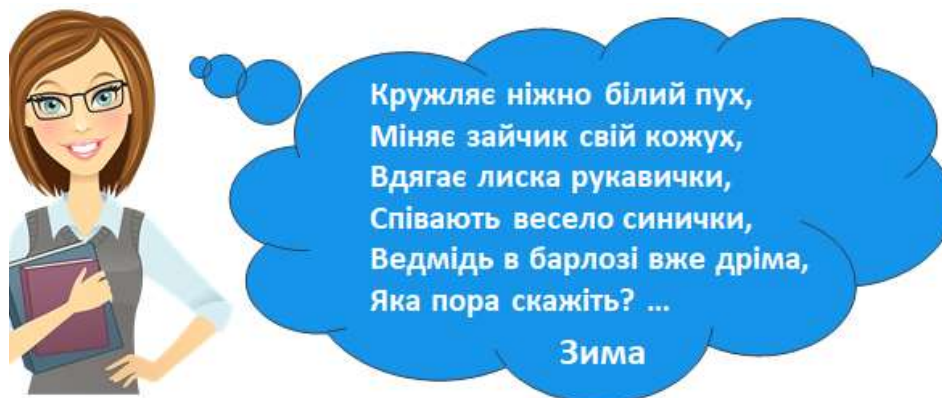 Кружляє ніжно білий пух,
Міняє зайчик свій кожух,
Вдягає лиска рукавички,
Співають весело синички,
Ведмідь в барлозі вже дріма,
Яка пора скажіть? ...
Зима